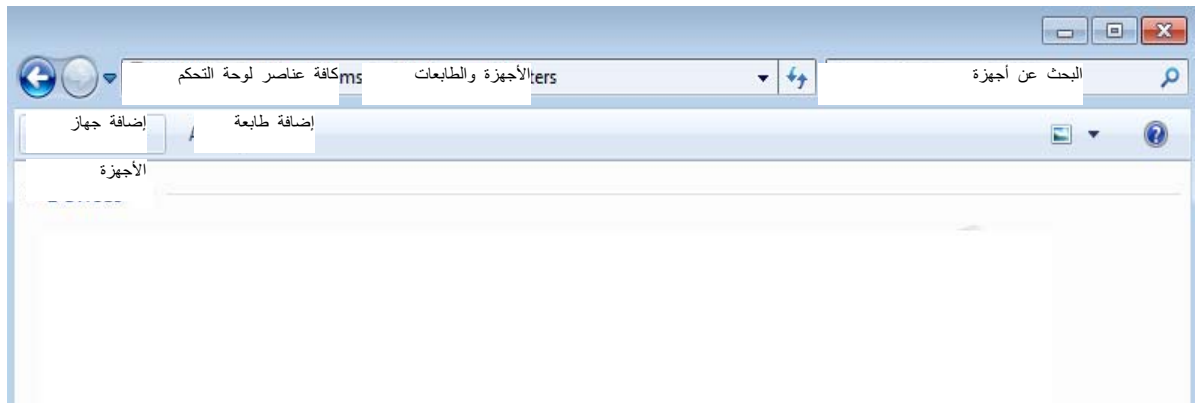 كافة عناصر لوحة التحكم ms الأجهزة والطابعات ters البحث عن أجهزة
إضافة جهاز إضافة طابعة
الأجهزة